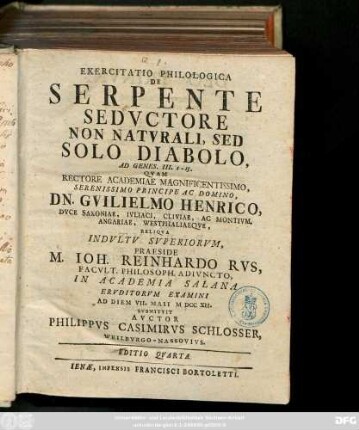 EXERCITATIO PHILOLOGICA
DE
SERPENTE
SEDVCTORE
NON NATVRALI, SED
SOLO DIABOLO,
AD GENES. III. 1-15.
QVAM
RECTORE ACADEMIAE MAGNIFICENTISSIMO,
SERENISSIMO PRINCIPE AC DOMINO,
DN. GVILIELMO HENRICO,
DVCE SAXONIAE, IVLIACI, CLIVIAE, AC MONTIVM,
ANGARIAE, WESTPHALIAEQVE,
RELIQVA
INDVLTV SVPERIORVM,
PRAESIDE
M. IOH. REINHARDO RVS,
FACVLT. PHILOSOPH. ADIVNCTO,
IN ACADEMIA SALANA
ERVDITORVM EXAMINI
AD DIEM VII. MAII M DCC XII.
SVBMITTIT
AVCTOR
PHILIPPVS CASIMIRVS SCHLOSSER,
WEILBVRGO-NASSOVIVS.
EDITIO QVARTA.
IENAE, IMPENSIS FRANCISCI BORTOLETTI.